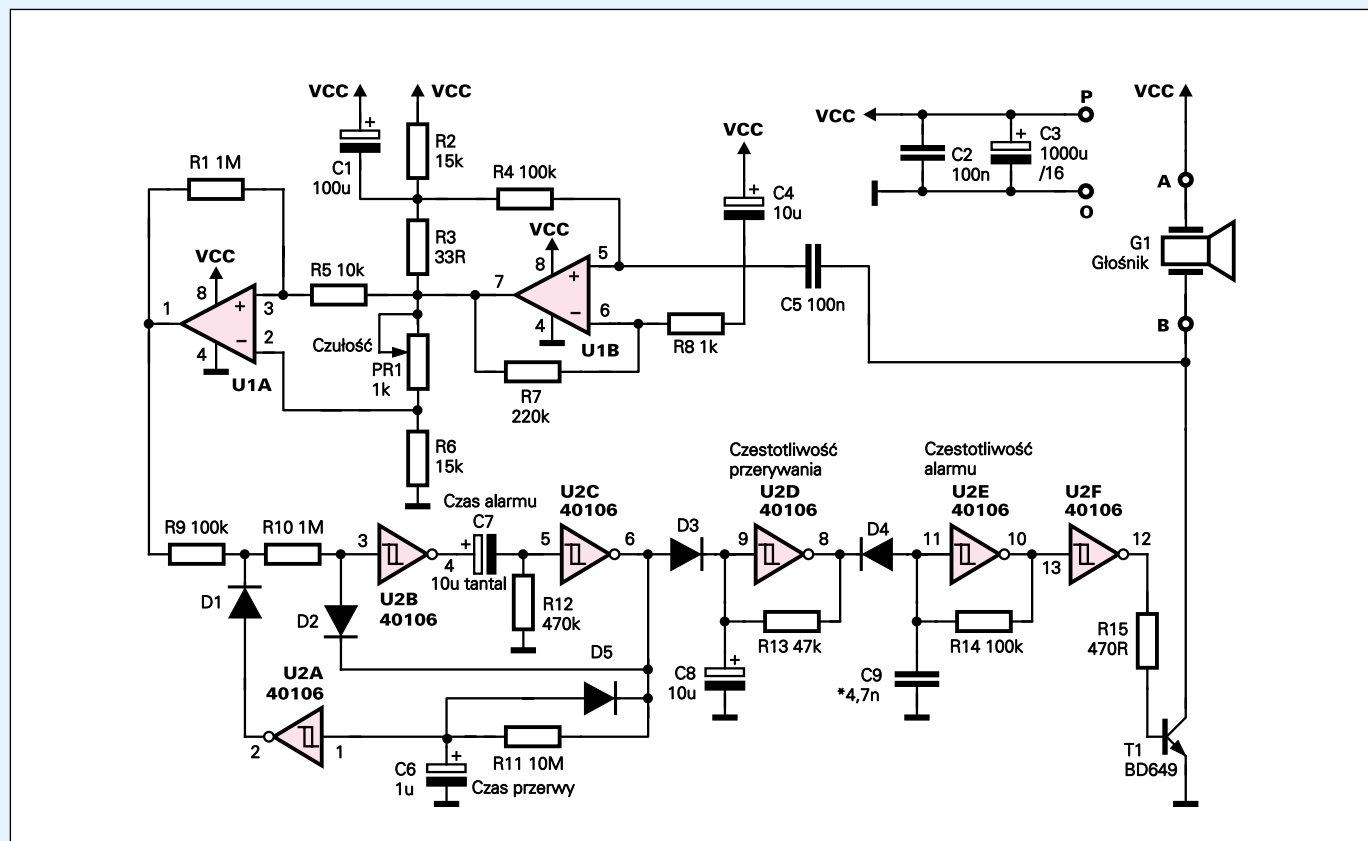 VCC
VCC
P
VCC
VCC
+
C1
100u
R2
15k
VCC
+
C2
100n
C3
1000u
/16
R1 1M
R4 100k
+
C4
10u
A
O
VCC
R3
33R
VCC
G1
Głośnik
R5 10k
8
5
7
+
C5 100n
8
1
+
3
6
–
4
2
–
4
Czułość
U1B
R8 1k
B
U1A
PR1
1k
R7
220k
R6
15k
Czestotliwość
przerywania
Czestotliwość
alarmu
Czas alarmu
U2C
40106
U2D
40106
U2E
40106
U2F
40106
C7
R9 100k
R10 1M
3
+
4
5
6
D3
9
8
D4
11
10
13
12
10u tantal
D1
U2B
40106
R12
470k
D2
R13 47k
R14 100k
R15
470R
D5
U2A
40106
C8
10u
+
C9
*4,7n
2
1
+
C6
1u
R11 10M
Czas przerwy
T1
BD649